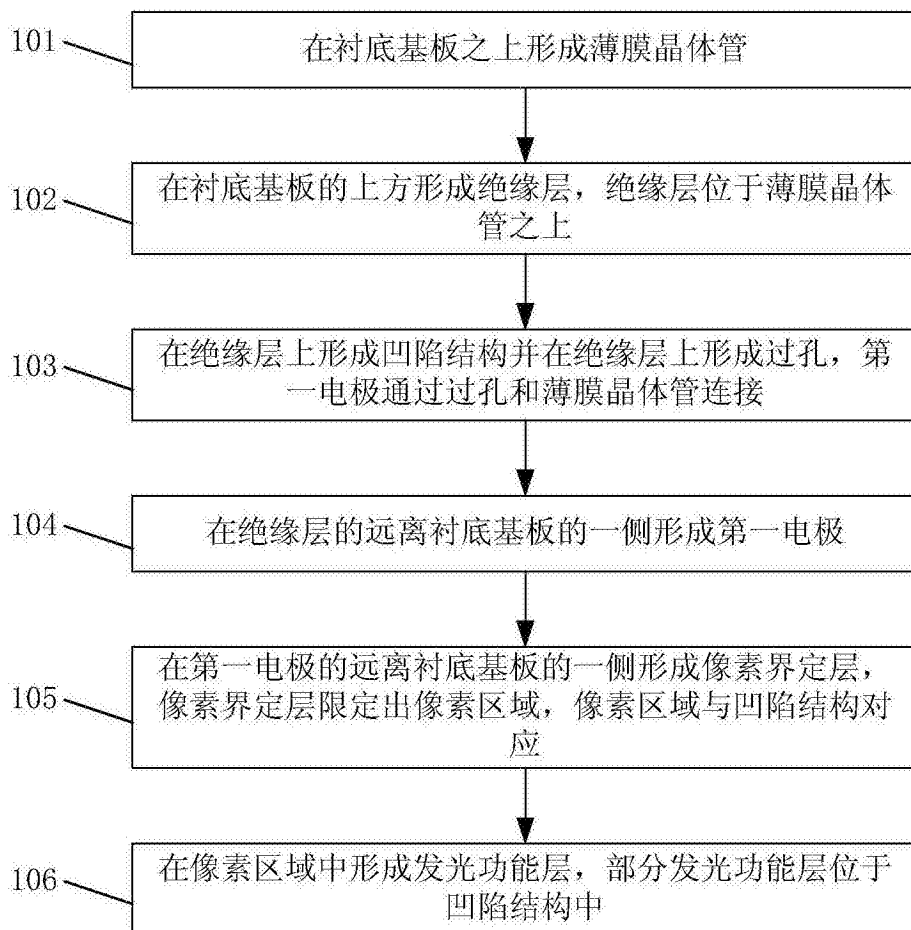 101
在衬底基板之上形成薄膜晶体管
102
在衬底基板的上方形成绝缘层，绝缘层位于薄膜晶体
管之上
103
在绝缘层上形成凹陷结构并在绝缘层上形成过孔，第
一电极通过过孔和薄膜晶体管连接
104
在绝缘层的远离衬底基板的一侧形成第一电极
105
在第一电极的远离衬底基板的一侧形成像素界定层，
像素界定层限定出像素区域，像素区域与凹陷结构对
应
106
在像素区域中形成发光功能层，部分发光功能层位于
凹陷结构中